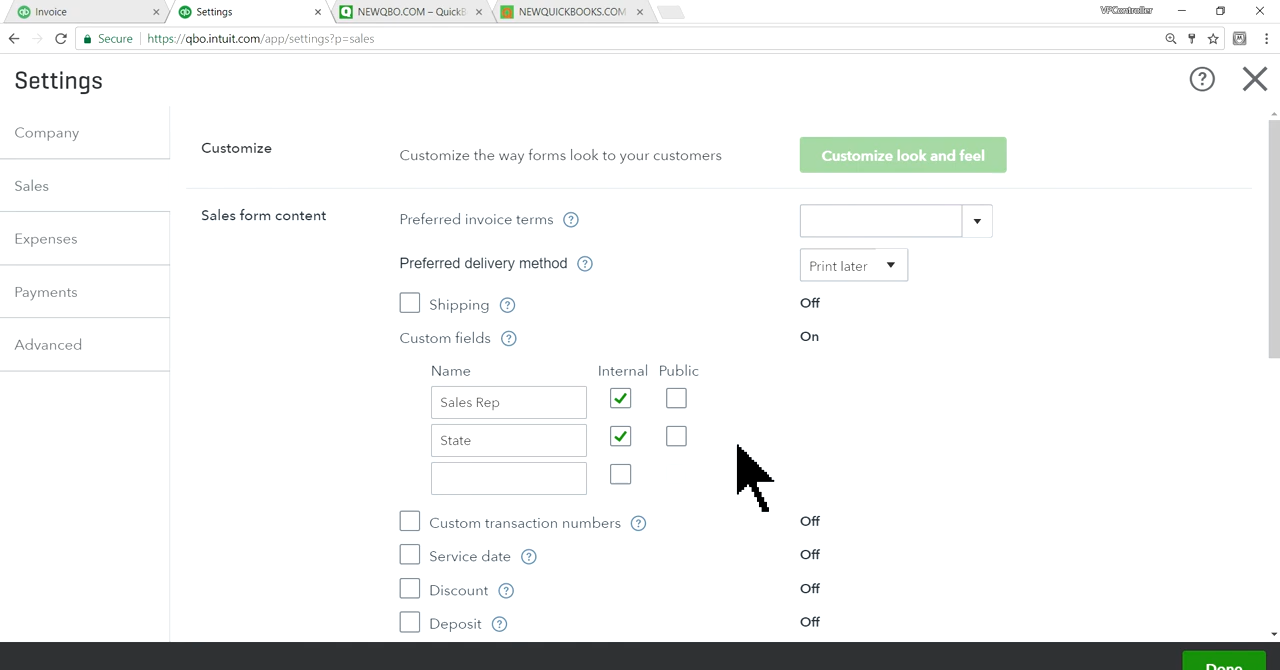 Invoice
Settings
NEWQBO.COM – QuickB
NEWQUICKBOOKS.COM
VPController
Secure
https://qbo.intuit.com/app/settings?p=sales
Settings
Company
Sales
Expenses
Payments
Advanced
Customize
Customize the way forms look to your customers
Customize look and feel
Sales form content
Preferred invoice terms
Preferred delivery method
Print later
Shipping
Off
Custom fields
On
Name Internal Public
Sales Rep
State
Custom transaction numbers
Off
Service date
Off
Discount
Off
Deposit
Off
Done